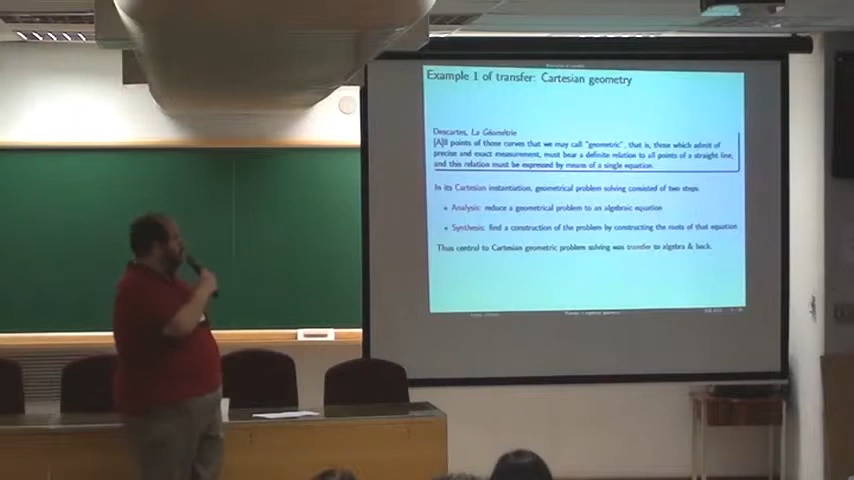 Example 1 of transfer: Cartesian geometry
Descartes, La Géométrie
[A]ll points of those curves that we may call "geometric", that is, those which admit of
precise and exact measurement, must bear a definite relation to all points of a straight line,
and this relation must be expressed by means of a single equation.
In its Cartesian instantiation, geometrical problem solving consisted of two steps.
Analysis: reduce a geometrical problem to an algebraic equation
Synthesis: find a construction of the problem by constructing the roots of that equation
Thus central to Cartesian geometric problem solving was transfer to algebra & back.